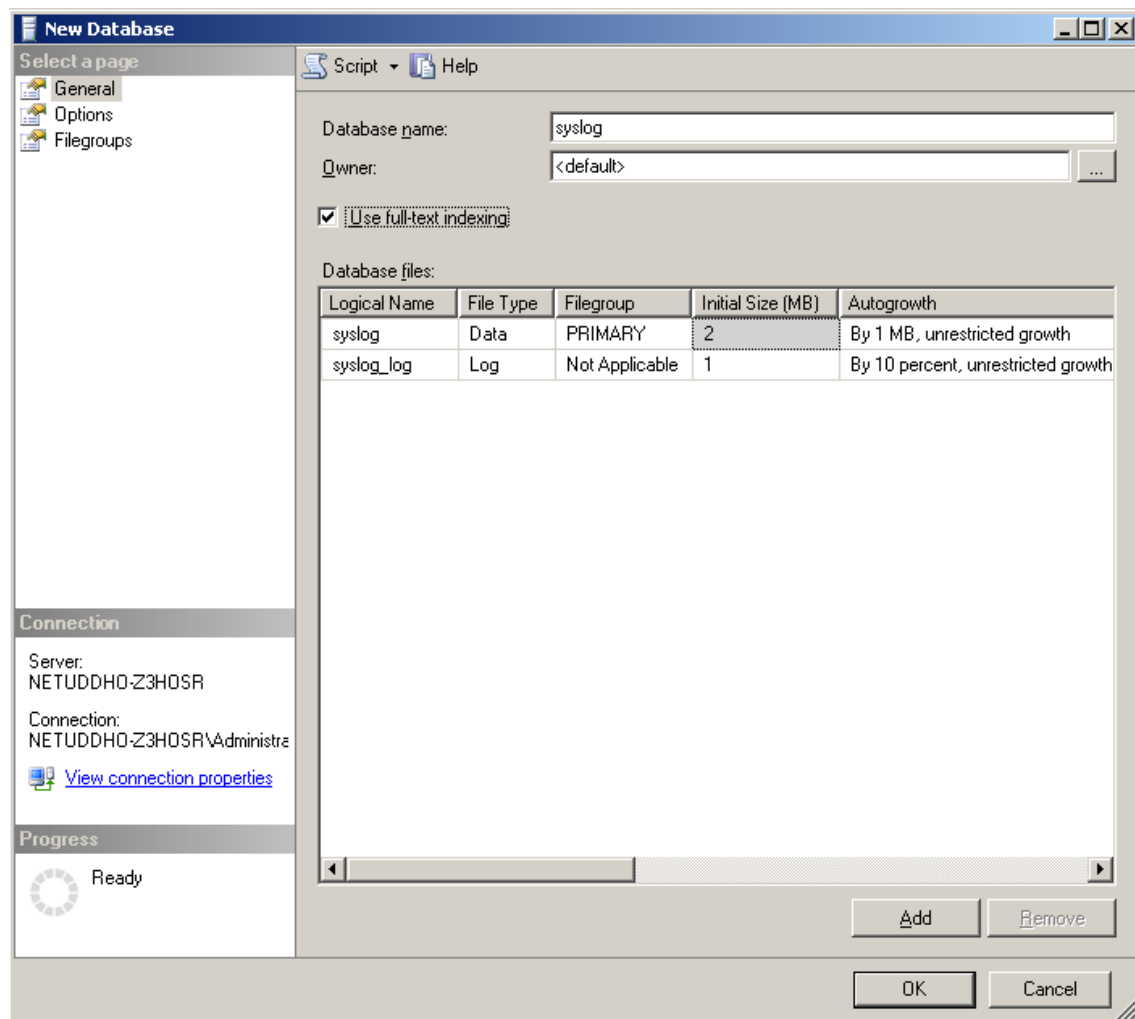 New Database
Select a page
General
Options
Filegroups
Script
Help
Database name:
syslog
Owner:
<default>
...
Use full-text indexing
Database files:
Logical Name File Type Filegroup Initial Size (MB) Autogrowth
syslog Data PRIMARY 2 By 1 MB, unrestricted growth
syslog_log Log Not Applicable 1 By 10 percent, unrestricted growth
Connection
Server:
NETUDDHO-Z3HOSR
Connection:
NETUDDHO-Z3HOSR\Administra
View connection properties
Progress
Ready
Add Remove
OK Cancel